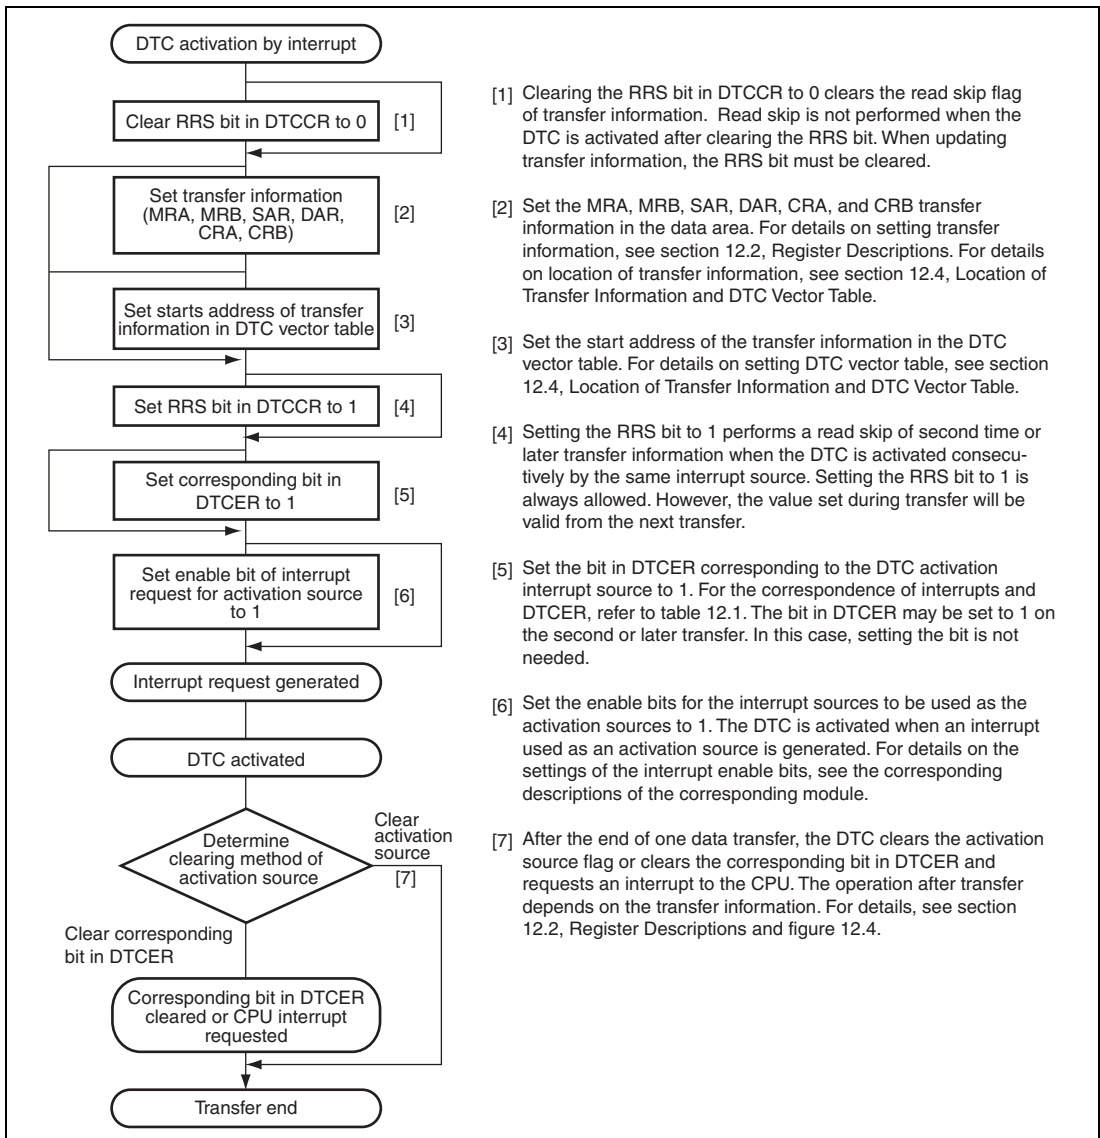 DTC activation by interrupt
Clear RRS bit in DTCCR to 0
[1]
Set transfer information
(MRA, MRB, SAR, DAR,
CRA, CRB)
[2]
Set starts address of transfer
information in DTC vector table
[3]
Set RRS bit in DTCCR to 1
[4]
Set corresponding bit in
DTCER to 1
[5]
Set enable bit of interrupt
request for activation source
to 1
[6]
Interrupt request generated
DTC activated
Determine
clearing method of
activation source
Clear
activation
source
[7]
Clear corresponding
bit in DTCER
Corresponding bit in DTCER
cleared or CPU interrupt
requested
Transfer end
[1] Clearing the RRS bit in DTCCR to 0 clears the read skip flag
of transfer information. Read skip is not performed when the
DTC is activated after clearing the RRS bit. When updating
transfer information, the RRS bit must be cleared.
[2] Set the MRA, MRB, SAR, DAR, CRA, and CRB transfer
information in the data area. For details on setting transfer
information, see section 12.2, Register Descriptions. For details
on location of transfer information, see section 12.4, Location of
Transfer Information and DTC Vector Table.
[3] Set the start address of the transfer information in the DTC
vector table. For details on setting DTC vector table, see section
12.4, Location of Transfer Information and DTC Vector Table.
[4] Setting the RRS bit to 1 performs a read skip of second time or
later transfer information when the DTC is activated consecu-
tively by the same interrupt source. Setting the RRS bit to 1 is
always allowed. However, the value set during transfer will be
valid from the next transfer.
[5] Set the bit in DTCER corresponding to the DTC activation
interrupt source to 1. For the correspondence of interrupts and
DTCER, refer to table 12.1. The bit in DTCER may be set to 1 on
the second or later transfer. In this case, setting the bit is not
needed.
[6] Set the enable bits for the interrupt sources to be used as the
activation sources to 1. The DTC is activated when an interrupt
used as an activation source is generated. For details on the
settings of the interrupt enable bits, see the corresponding
descriptions of the corresponding module.
[7] After the end of one data transfer, the DTC clears the activation
source flag or clears the corresponding bit in DTCER and
requests an interrupt to the CPU. The operation after transfer
depends on the transfer information. For details, see section
12.2, Register Descriptions and figure 12.4.